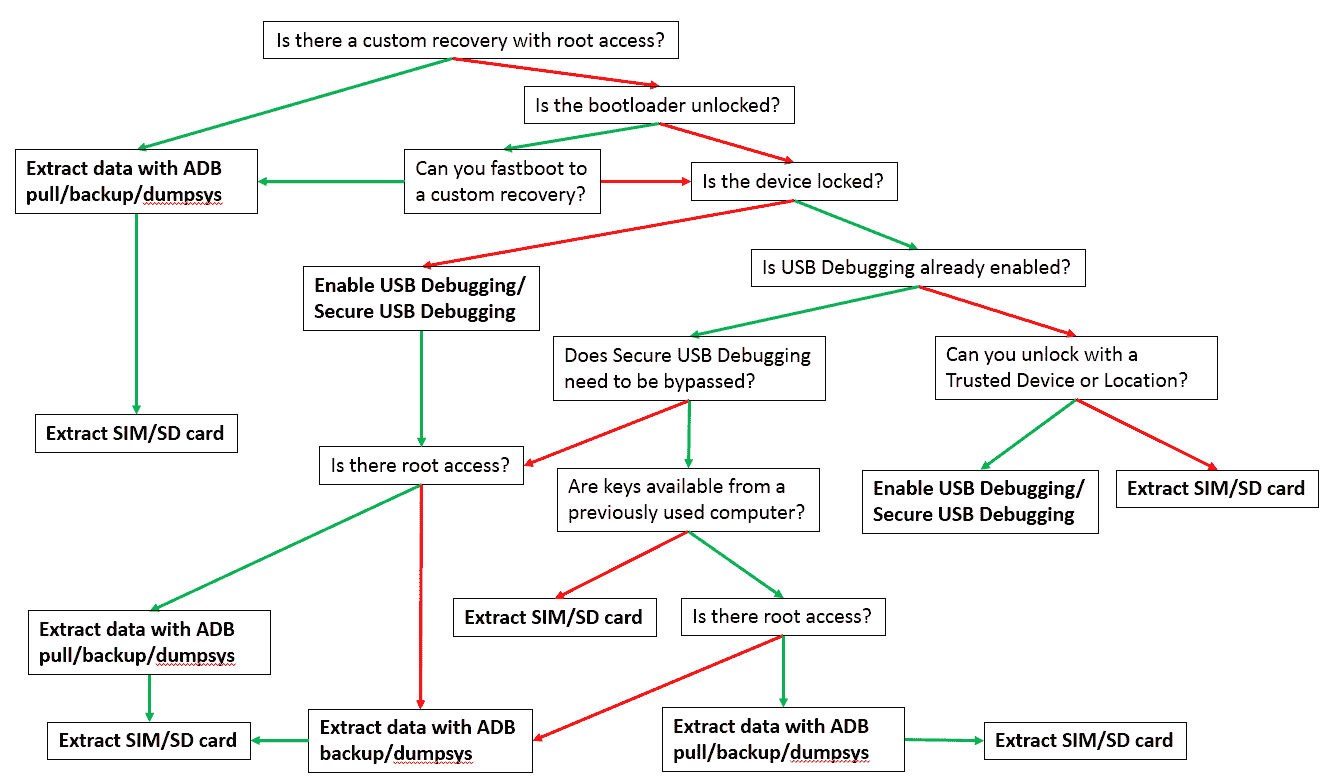 Is there a custom recovery with root access?
Is the bootloader unlocked?
Extract data with ADB
pull/backup/dumpsys
Can you fastboot to
a custom recovery?
Is the device locked?
Is USB Debugging already enabled?
Enable USB Debugging/
Secure USB Debugging
Does Secure USB Debugging
need to be bypassed?
Can you unlock with a
Trusted Device or Location?
Extract SIM/SD card
Is there root access?
Are keys available from a
previously used computer?
Enable USB Debugging/
Secure USB Debugging
Extract SIM/SD card
Extract data with ADB
pull/backup/dumpsys
Extract SIM/SD card
Is there root access?
Extract SIM/SD card
Extract data with ADB
backup/dumpsys
Extract data with ADB
pull/backup/dumpsys
Extract SIM/SD card